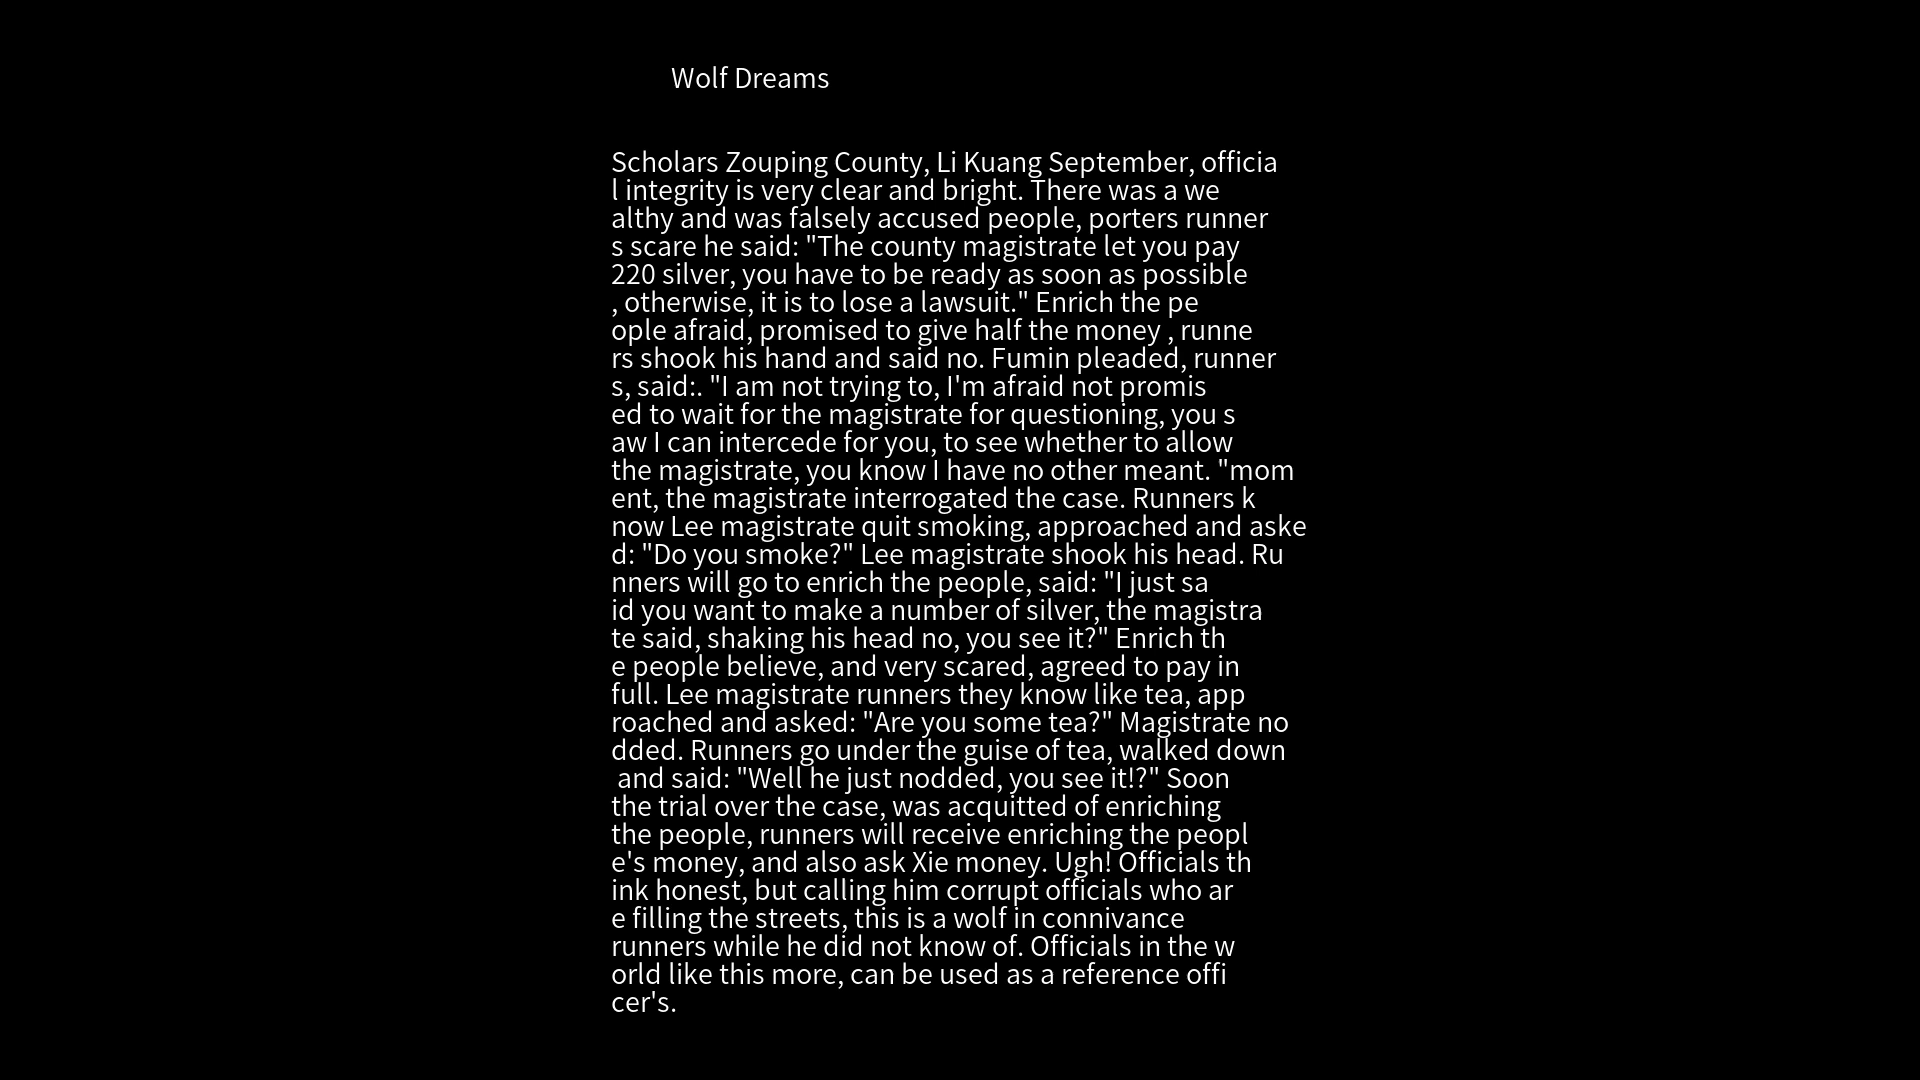 Wolf Dreams
Scholars Zouping County, Li Kuang September, officia
l integrity is very clear and bright. There was a we
althy and was falsely accused people, porters runner
s scare he said: "The county magistrate let you pay
220 silver, you have to be ready as soon as possible
, otherwise, it is to lose a lawsuit." Enrich the pe
ople afraid, promised to give half the money , runne
rs shook his hand and said no. Fumin pleaded, runner
s, said:. "I am not trying to, I'm afraid not promis
ed to wait for the magistrate for questioning, you s
aw I can intercede for you, to see whether to allow
the magistrate, you know I have no other meant. "mom
ent, the magistrate interrogated the case. Runners k
now Lee magistrate quit smoking, approached and aske
d: "Do you smoke?" Lee magistrate shook his head. Ru
nners will go to enrich the people, said: "I just sa
id you want to make a number of silver, the magistra
te said, shaking his head no, you see it?" Enrich th
e people believe, and very scared, agreed to pay in
full. Lee magistrate runners they know like tea, app
roached and asked: "Are you some tea?" Magistrate no
dded. Runners go under the guise of tea, walked down
and said: "Well he just nodded, you see it!?" Soon
the trial over the case, was acquitted of enriching
the people, runners will receive enriching the peopl
e's money, and also ask Xie money. Ugh! Officials th
ink honest, but calling him corrupt officials who ar
e filling the streets, this is a wolf in connivance
runners while he did not know of. Officials in the w
orld like this more, can be used as a reference offi
cer's.